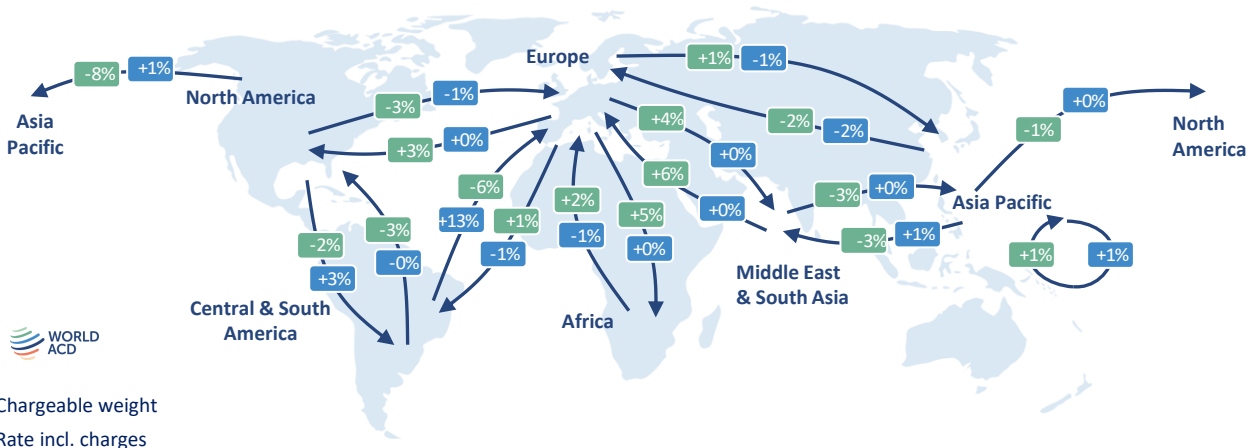 Europe
+1%
-1%
-8%
+1%
North America
Asia
Pacific
-3%
-1%
+3%
+0%
+4%
+0%
-2%
-2%
-1%
+0%
North
America
+6%
+0%
-3%
+0%
Asia Pacific
-3%
+1%
+1%
+1%
-6%
+13%
+1%
-1%
+2%
-1%
+5%
+0%
-2%
+3%
-3%
-0%
Middle East
& South Asia
Central & South
America
Africa
WORLD
ACD
Chargeable weight
Rate incl. charges